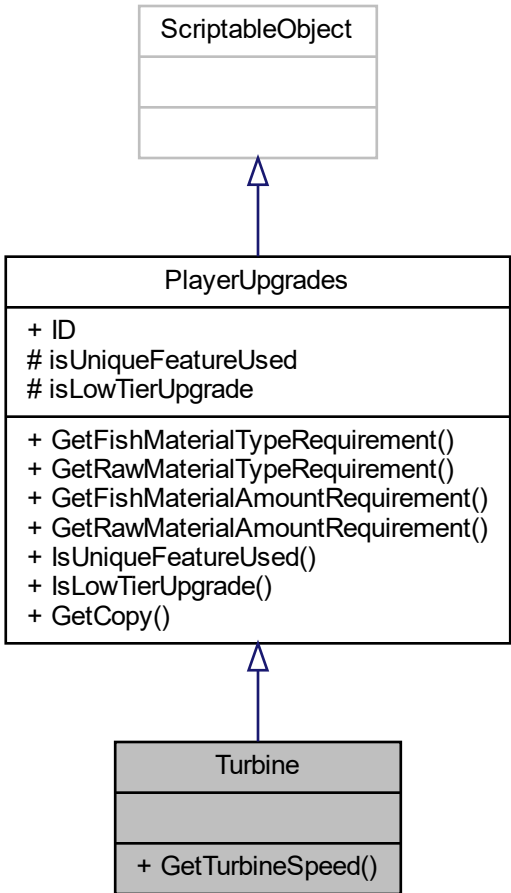 ScriptableObject
PlayerUpgrades
+ ID
# isUniqueFeatureUsed
# isLowTierUpgrade
+ GetFishMaterialTypeRequirement()
+ GetRawMaterialTypeRequirement()
+ GetFishMaterialAmountRequirement()
+ GetRawMaterialAmountRequirement()
+ IsUniqueFeatureUsed()
+ IsLowTierUpgrade()
+ GetCopy()
Turbine
+ GetTurbineSpeed()